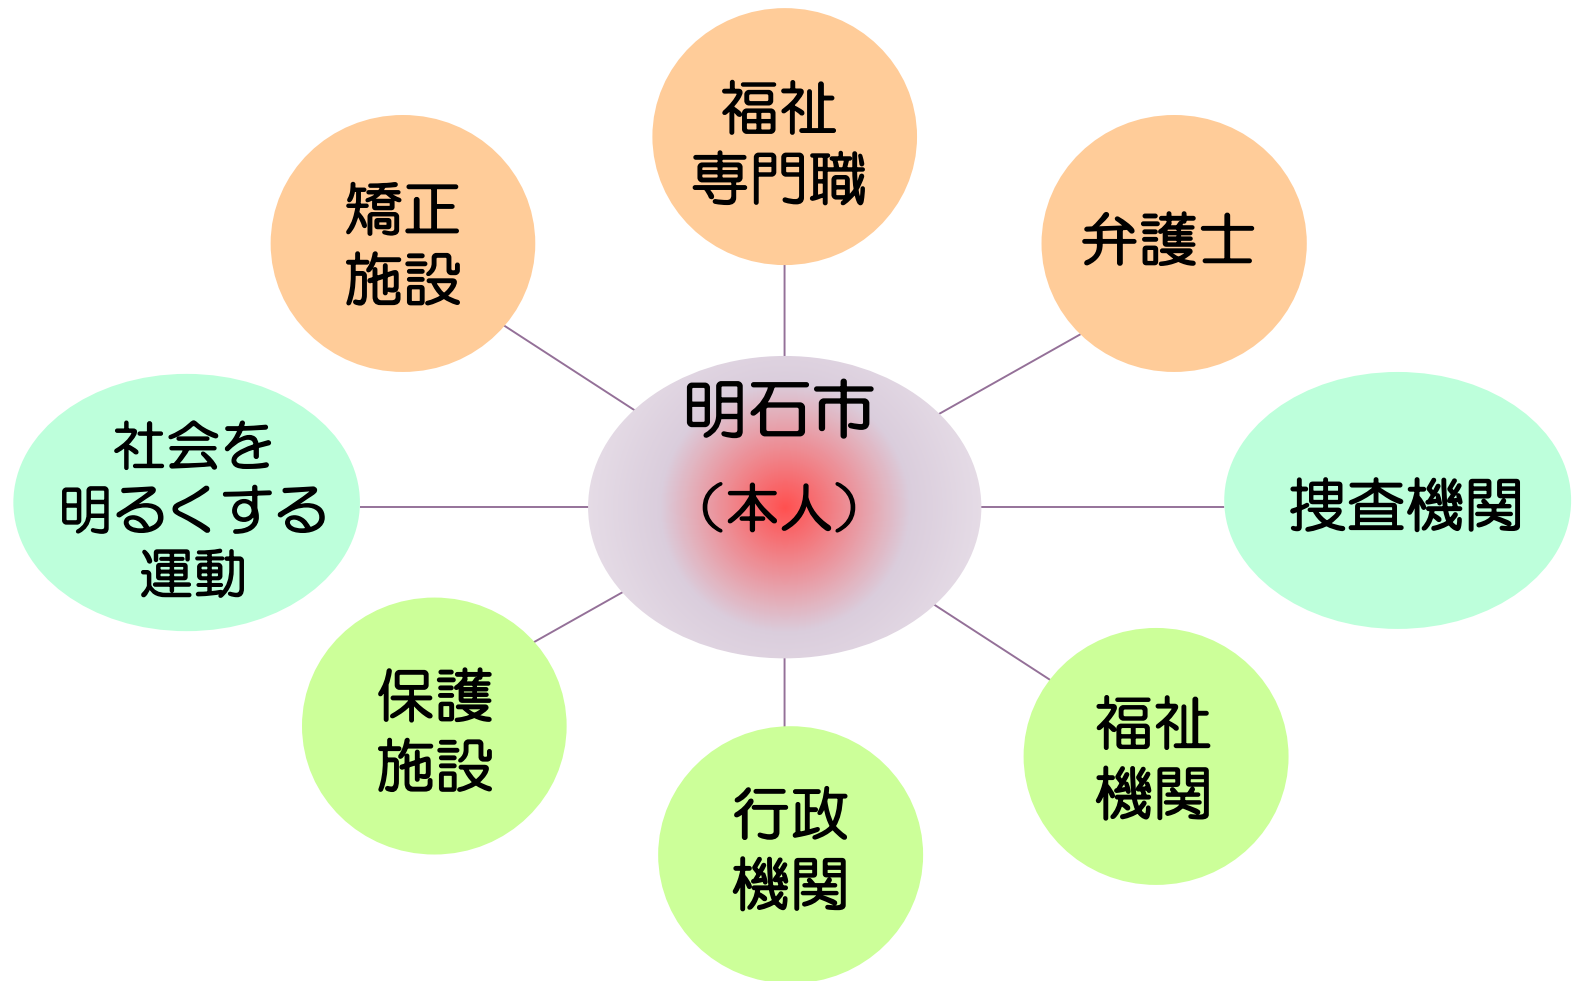 福祉
専門職
矯正
施設
弁護士
明石市
（本人）
社会を
明るくする
運動
捜査機関
保護
施設
福祉
機関
行政
機関